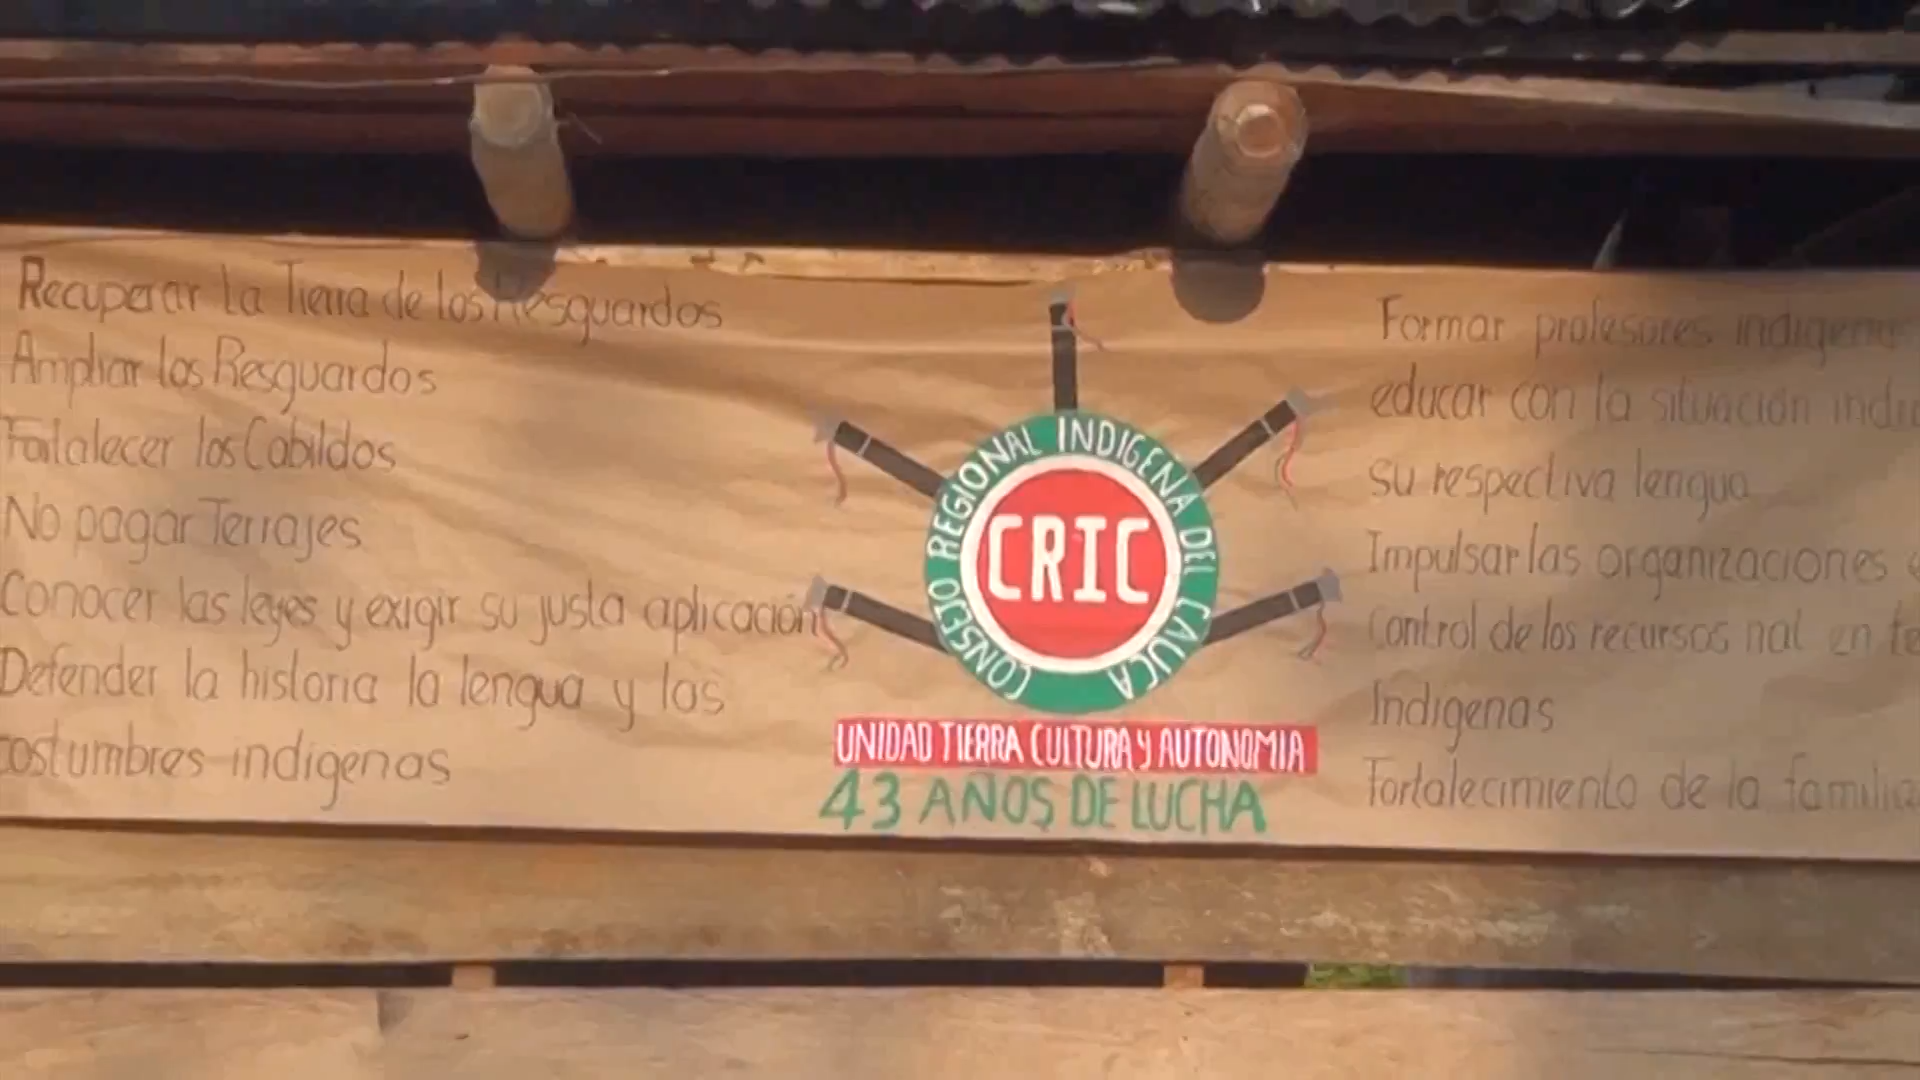 Recuperar la Tierra de los Resguardos
Ampliar los Resguardos
Fortalecer los Cabildos
No pagar Terrajes
Conocer las leyes y exigir su justa aplicación
Defender la historia la lengua y las
costumbres indigenas
CONSEJO REGIONAL INDIGENA DEL CAUCA
CRIC
UNIDAD TIERRA CULTURA Y AUTONOMIA
43 AÑOS DE LUCHA
Formar profesores indigenas
educar con la situación
su respectiva lengua
Impulsar las organizaciones
Control de los recursos nat en
Indigenas
Fortalecimiento de la familia